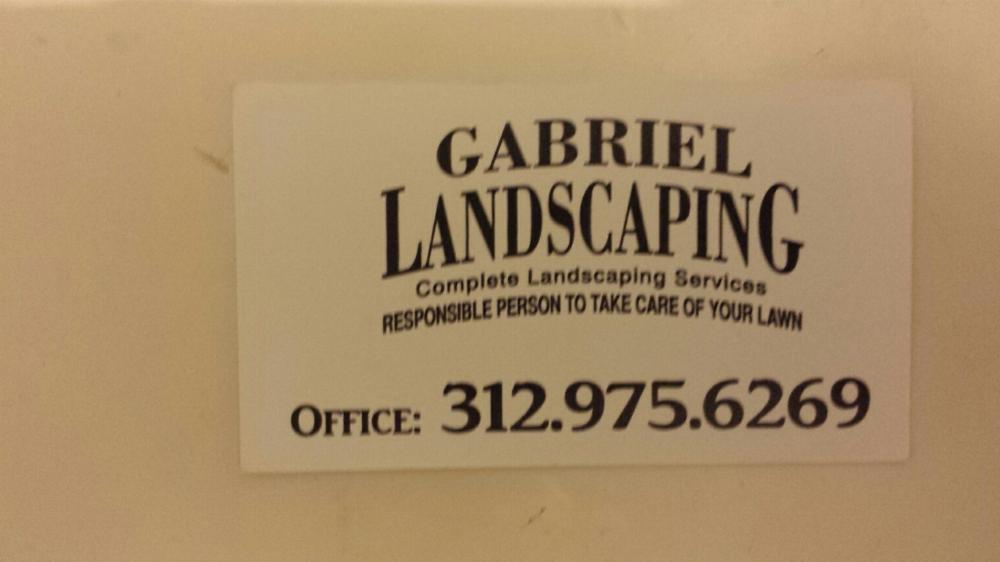 GABRIEL
LANDSCAPING
Complete Landscaping Services
RESPONSIBLE PERSON TO TAKE CARE OF YOUR LAWN
OFFICE: 312.975.6269